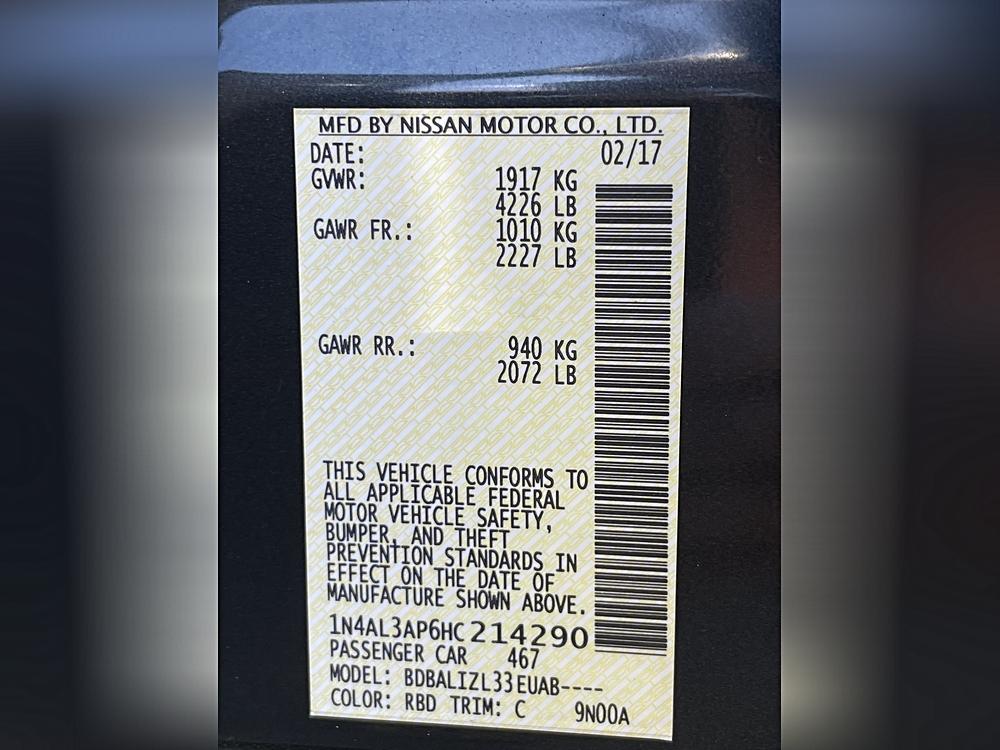 MFD BY NISSAN MOTOR CO., LTD.
DATE: 02/17
GVWR: 1917 KG
4226 LB
GAWR FR.: 1010 KG
2227 LB
GAWR RR.: 940 KG
2072 LB
THIS VEHICLE CONFORMS TO
ALL APPLICABLE FEDERAL
MOTOR VEHICLE SAFETY,
BUMPER, AND THEFT
PREVENTION STANDARDS IN
EFFECT ON THE DATE OF
MANUFACTURE SHOWN ABOVE.
1N4AL3AP6HC214290
PASSENGER CAR 467
MODEL: BDBALIZL33EUAB----
COLOR: RBD TRIM: C 9N00A